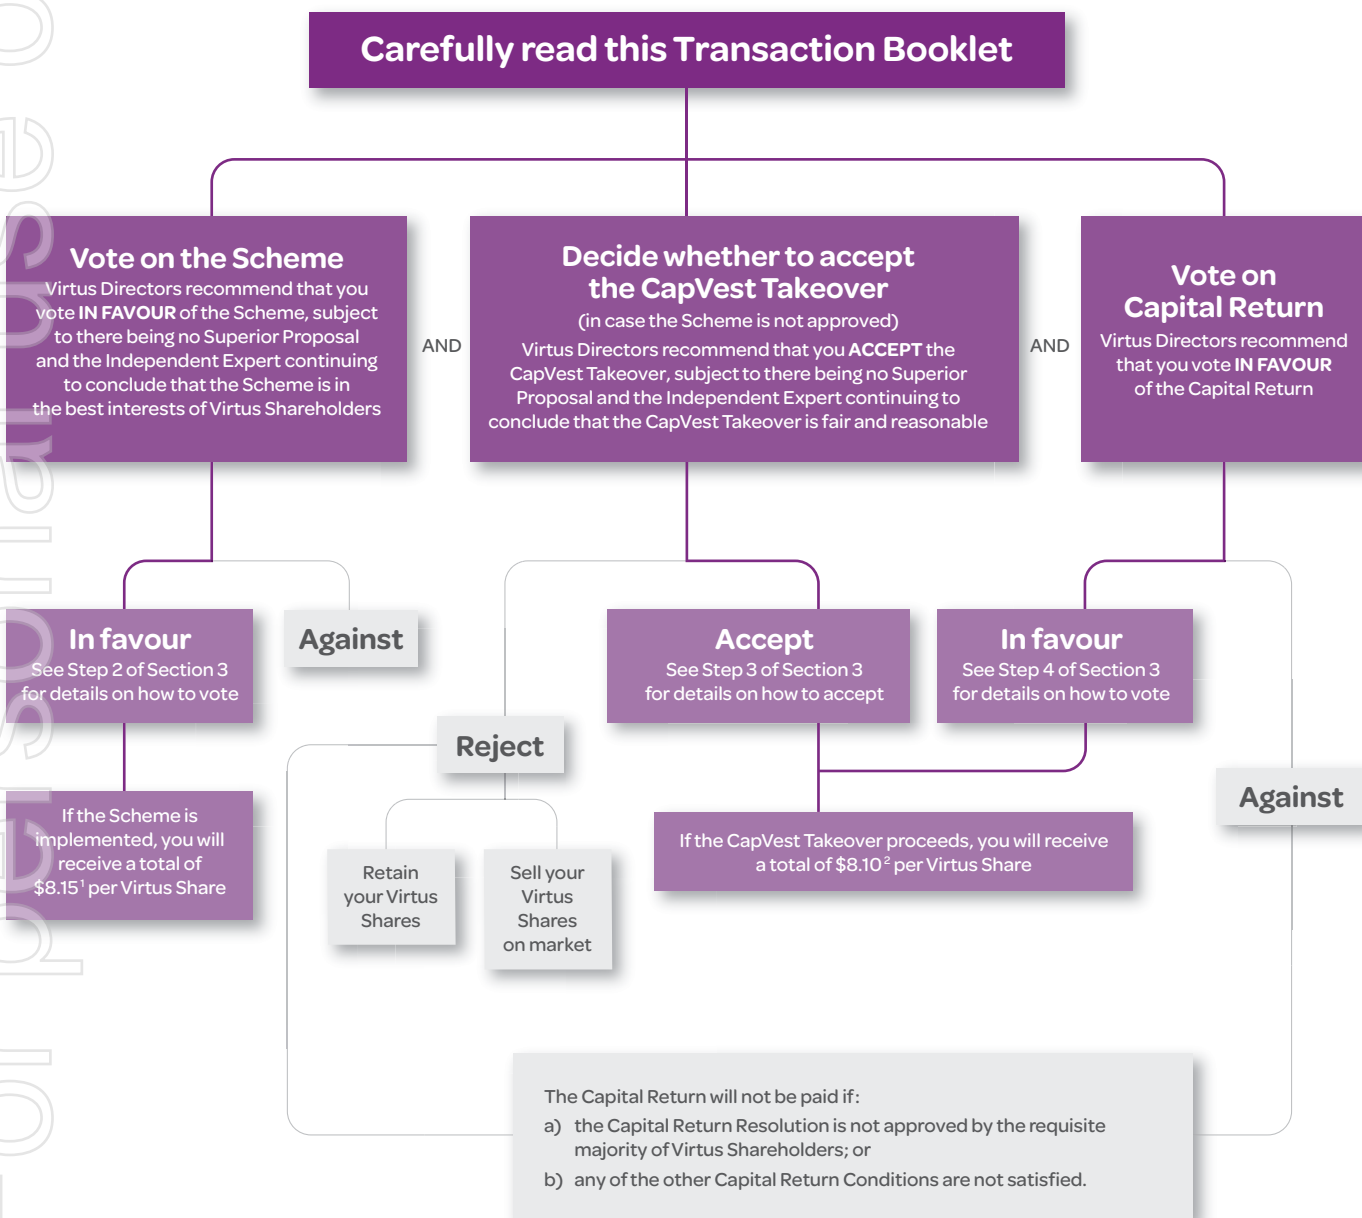 Carefully read this Transaction Booklet
Vote on the Scheme
Virtus Directors recommend that you
vote IN FAVOUR of the Scheme, subject
to there being no Superior Proposal
and the Independent Expert continuing
to conclude that the Scheme is in
the best interests of Virtus Shareholders
AND
Decide whether to accept
the CapVest Takeover
(in case the Scheme is not approved)
Virtus Directors recommend that you ACCEPT the
CapVest Takeover, subject to there being no Superior
Proposal and the Independent Expert continuing to
conclude that the CapVest Takeover is fair and reasonable
AND
Vote on
Capital Return
Virtus Directors recommend
that you vote IN FAVOUR
of the Capital Return
In favour
See Step 2 of Section 3
for details on how to vote
Against
Accept
See Step 3 of Section 3
for details on how to accept
In favour
See Step 4 of Section 3
for details on how to vote
Reject
Against
If the Scheme is
implemented, you will
receive a total of
$8.15¹ per Virtus Share
Retain
your Virtus
Shares
Sell your
Virtus
Shares
on market
If the CapVest Takeover proceeds, you will receive
a total of $8.10² per Virtus Share
The Capital Return will not be paid if:
a) the Capital Return Resolution is not approved by the requisite
majority of Virtus Shareholders; or
b) any of the other Capital Return Conditions are not satisfied.
For personal use o